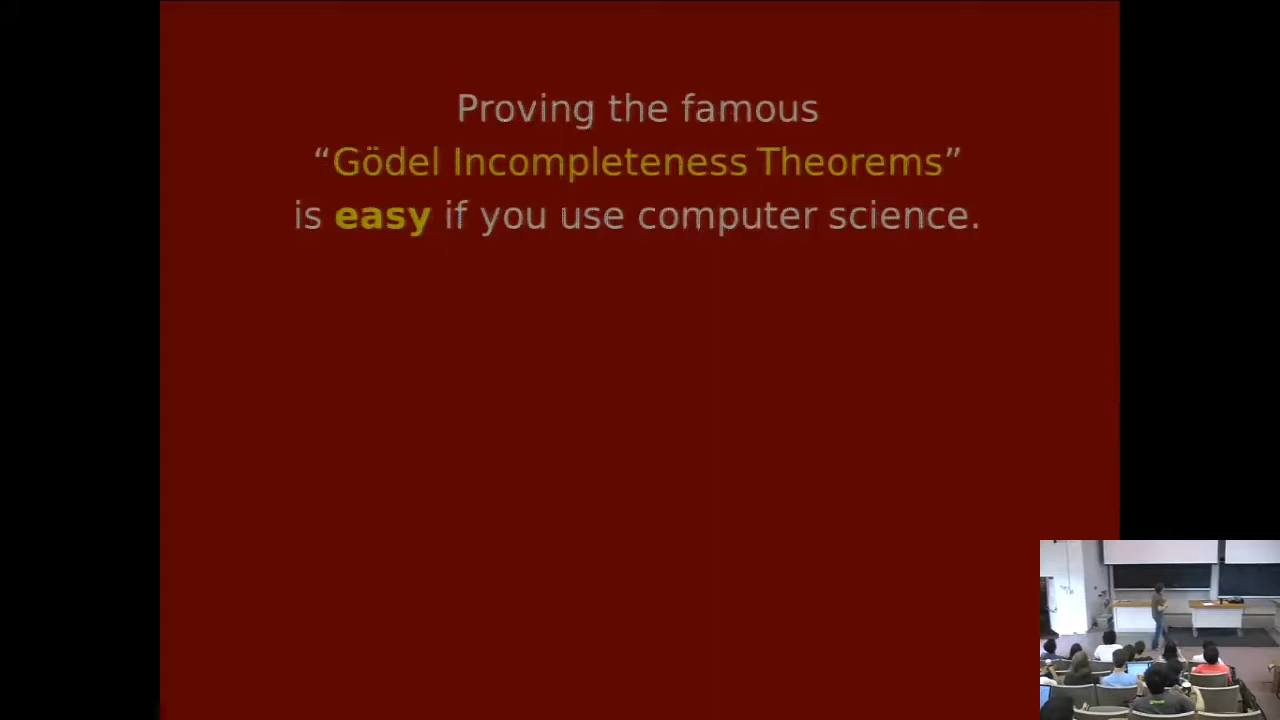 Proving the famous
“Gödel Incompleteness Theorems”
is easy if you use computer science.